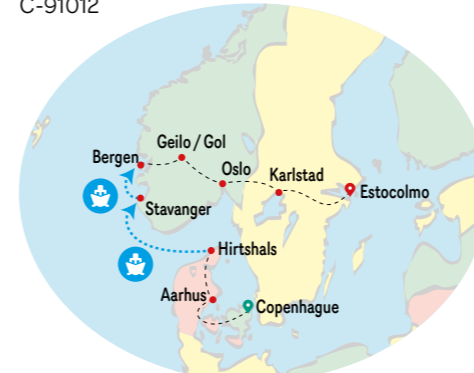 C-91012
Geilo / Gol
Bergen
Oslo
Karlstad
Estocolmo
Stavanger
Hirtshals
Aarhus
Copenhague